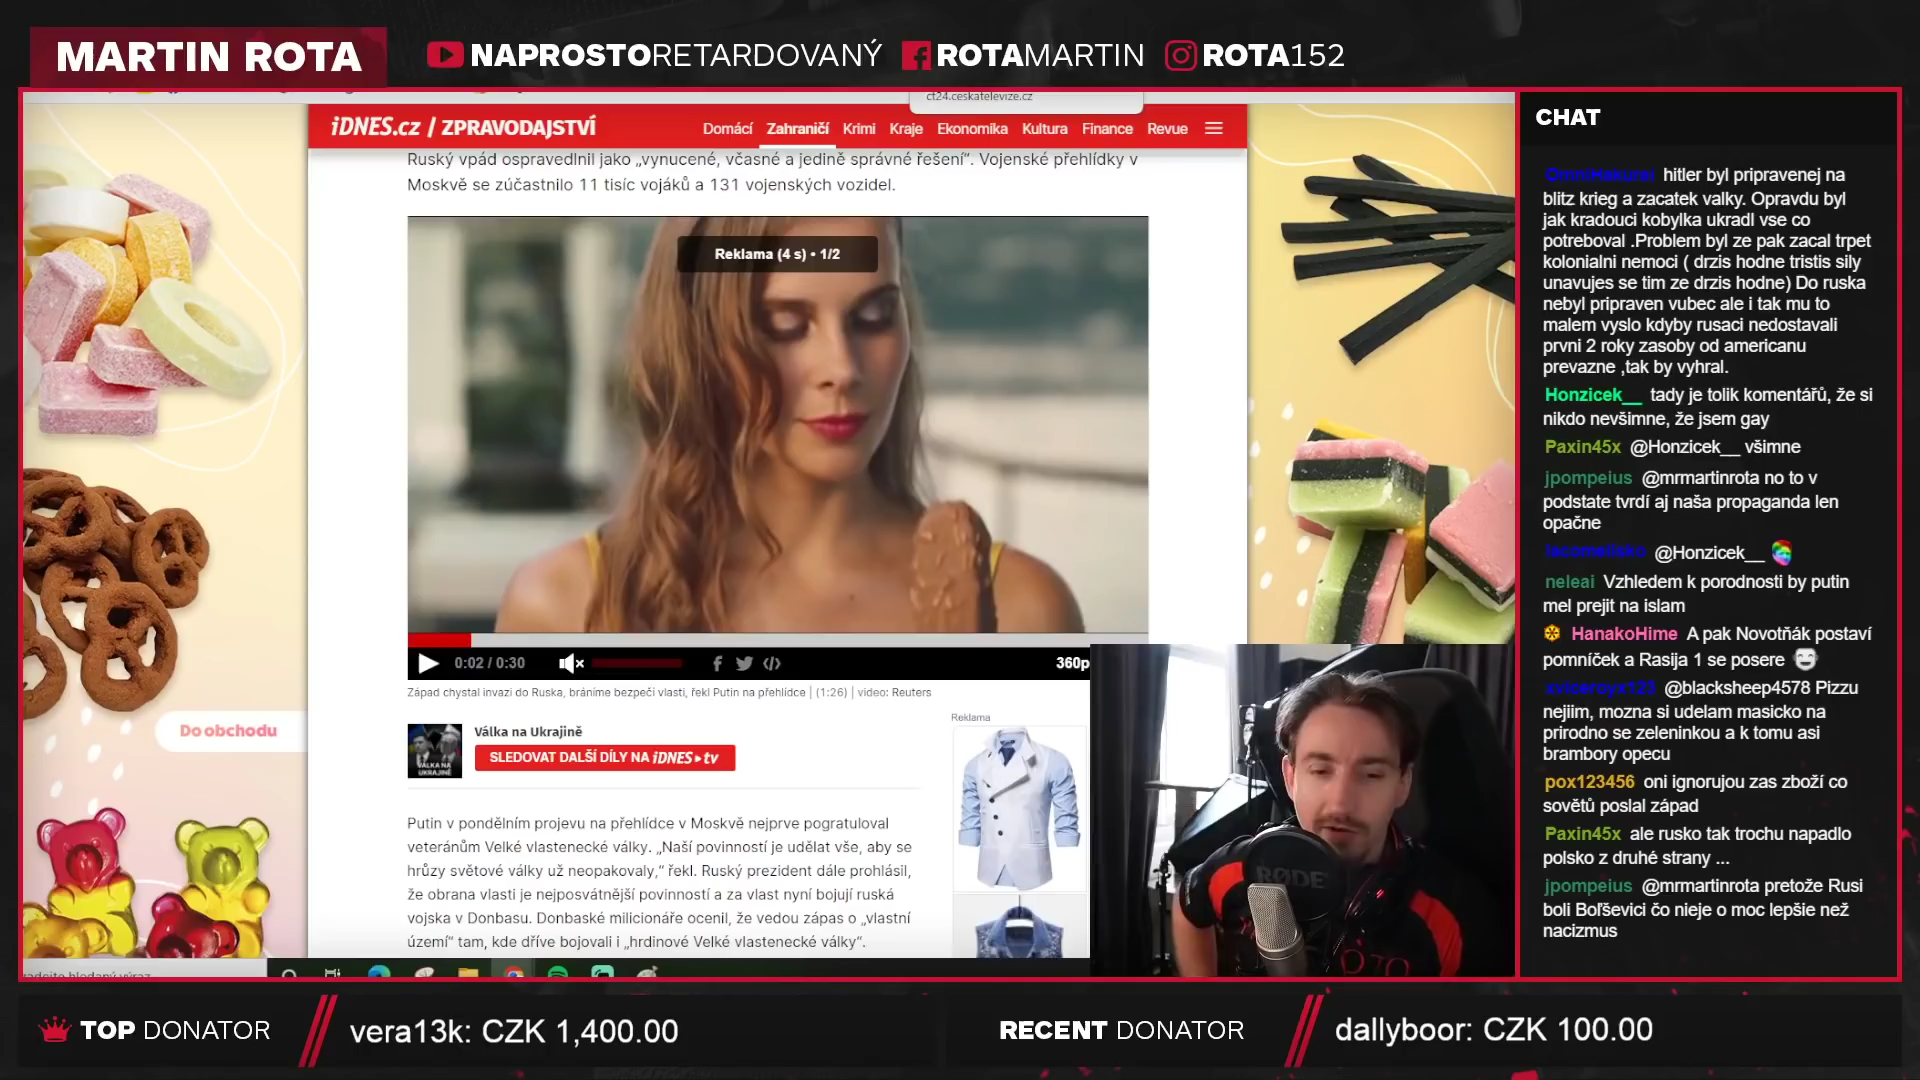 MARTIN ROTA
NAPROSTORETARDOVANÝ
ROTAMARTIN
ROTA152
ct24.ceskatelevize.cz
iDNES.cz / ZPRAVODAJSTVÍ
Domácí Zahraničí Krimi Kraje Ekonomika Kultura Finance Revue
Ruský vpád ospravedlnil jako „vynucené, včasné a jedině správné řešení“. Vojenské přehlídky v
Moskvě se zúčastnilo 11 tisíc vojáků a 131 vojenských vozidel.
Reklama (4 s) • 1/2
0:02 / 0:30
360p
Západ chystal invazi do Ruska, bráníme bezpečí vlasti, řekl Putin na přehlídce | (1:26) | video: Reuters
Do obchodu
VÁLKA NA
UKRAJINĚ
Válka na Ukrajině
SLEDOVAT DALŠÍ DÍLY NA iDNES tv
Reklama
Putin v pondělním projevu na přehlídce v Moskvě nejprve pogratuloval
veteránům Velké vlastenecké války. „Naší povinností je udělat vše, aby se
hrůzy světové války už neopakovaly,“ řekl. Ruský prezident dále prohlásil,
že obrana vlasti je nejposvátnější povinností a za vlast nyní bojují ruská
vojska v Donbasu. Donbaské milicionáře ocenil, že vedou zápas o „vlastní
území“ tam, kde dříve bojovali i „hrdinové Velké vlastenecké války“.
RØDE
CHAT
OmniHakurei hitler byl pripravenej na
blitz krieg a zacatek valky. Opravdu byl
jak kradouci kobylka ukradl vse co
potreboval .Problem byl ze pak zacal trpet
kolonialni nemoci ( drzis hodne tristis sily
unavujes se tim ze drzis hodne) Do ruska
nebyl pripraven vubec ale i tak mu to
malem vyslo kdyby rusaci nedostavali
prvni 2 roky zasoby od americanu
prevazne ,tak by vyhral.
Honzicek__ tady je tolik komentářů, že si
nikdo nevšimne, že jsem gay
Paxin45x @Honzicek__ všimne
jpompeius @mrmartinrota no to v
podstate tvrdí aj naša propaganda len
opačne
@Honzicek__
neleai Vzhledem k porodnosti by putin
mel prejit na islam
HanakoHime A pak Novotňák postaví
pomníček a Rasija 1 se posere
xviceroyx123 @blacksheep4578 Pizzu
nejiim, mozna si udelam masicko na
prirodno se zeleninkou a k tomu asi
brambory opecu
pox123456 oni ignorujou zas zboží co
sovětů poslal západ
Paxin45x ale rusko tak trochu napadlo
polsko z druhé strany ...
jpompeius @mrmartinrota pretože Rusi
boli Boľševici čo nieje o moc lepšie než
nacizmus
TOP DONATOR
vera13k: CZK 1,400.00
RECENT DONATOR
dallyboor: CZK 100.00